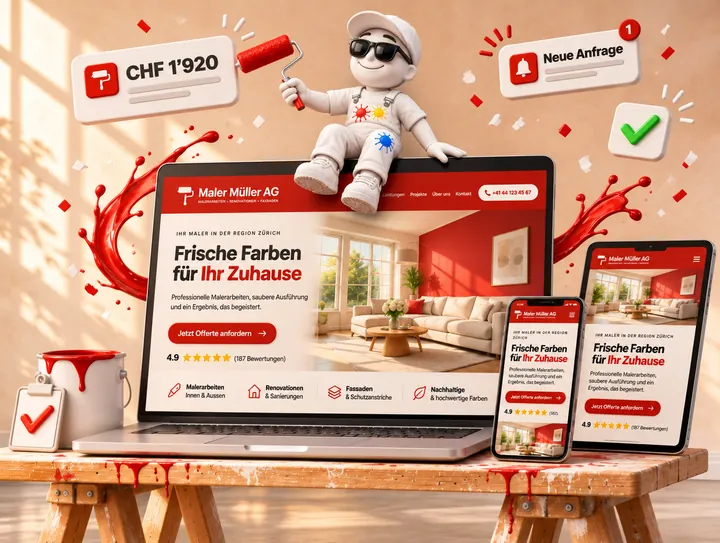 CHF 1'920
Neue Anfrage
1
Maler Müller AG
MALERARBEITEN • RENOVATIONEN • FASSADEN
Leistungen Projekte Über uns Kontakt
+41 44 123 45 67
IHR MALER IN DER REGION ZÜRICH
Frische Farben
für Ihr Zuhause
Professionelle Malerarbeiten, saubere Ausführung
und ein Ergebnis, das begeistert.
Jetzt Offerte anfordern →
4.9 ★★★★★ (187 Bewertungen)
Malerarbeiten
Innen & Aussen
Renovationen
& Sanierungen
Fassaden
& Schutzanstriche
Nachhaltige
& hochwertige Farben
Maler Müller AG
IHR MALER IN DER REGION
ZÜRICH
Frische Farben
für Ihr Zuhause
Professionelle Malerarbeiten,
saubere Ausführung und ein
Ergebnis, das begeistert.
Jetzt Offerte anfordern →
4.9 ★★★★★ (187)
Maler Müller AG
IHR MALER IN DER REGION ZÜRICH
Frische Farben
für Ihr Zuhause
Professionelle Malerarbeiten,
saubere Ausführung und ein
Ergebnis, das begeistert.
Jetzt Offerte anfordern →
4.9 ★★★★★ (187 Bewertungen)